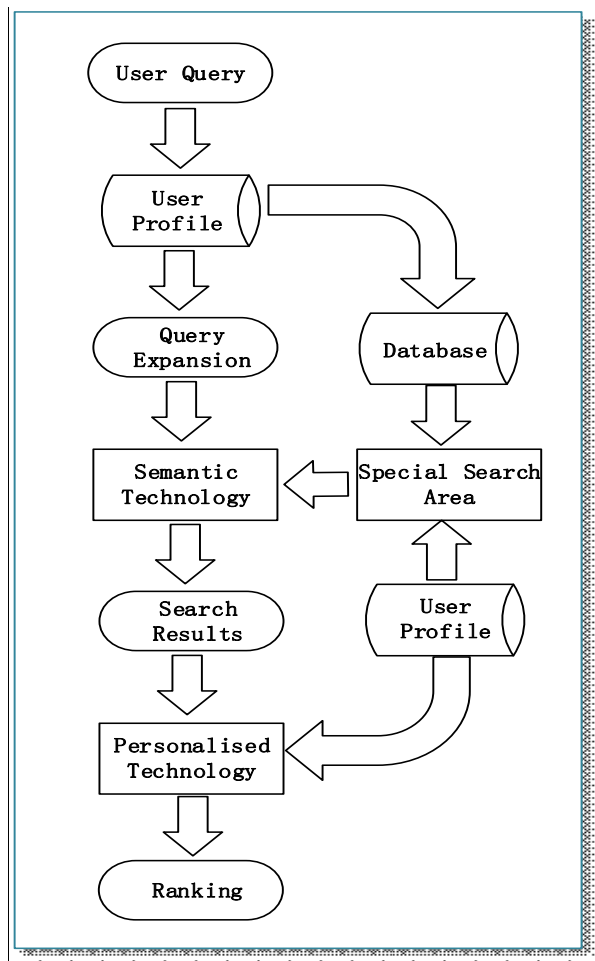 User Query
User
Profile
Query
Expansion
Database
Semantic
Technology
Special Search
Area
Search
Results
User
Profile
Personalised
Technology
Ranking